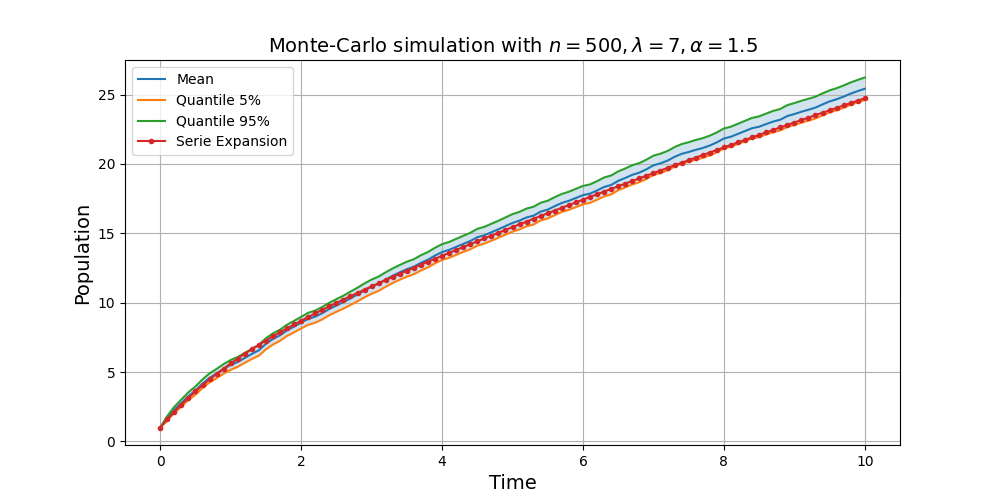 Monte-Carlo simulation with n = 500, λ = 7, α = 1.5
Mean
Quantile 5%
Quantile 95%
Serie Expansion
Population
25
20
15
10
5
0
0 2 4 6 8 10
Time